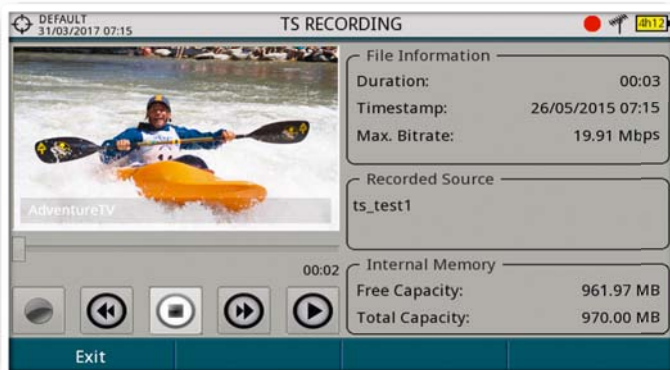 DEFAULT
31/03/2017 07:15
TS RECORDING
4h12
AdventureTV
00:02
File Information
Duration: 00:03
Timestamp: 26/05/2015 07:15
Max. Bitrate: 19.91 Mbps
Recorded Source
ts_test1
Internal Memory
Free Capacity: 961.97 MB
Total Capacity: 970.00 MB
Exit